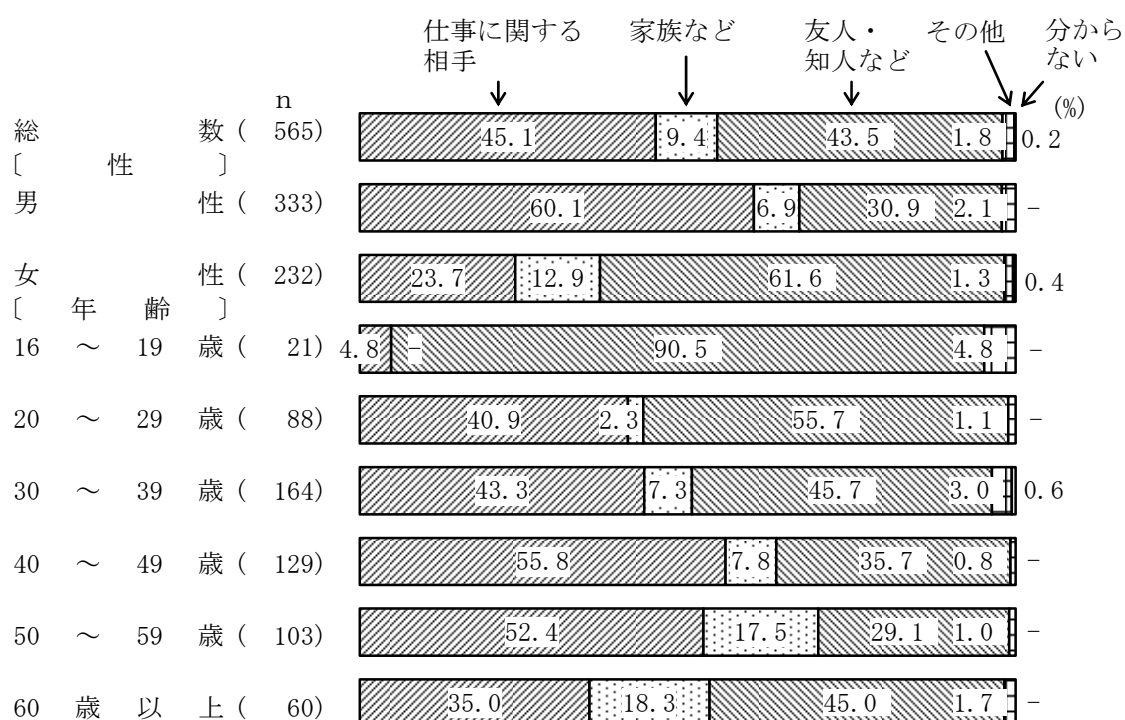 仕事に関する相手 家族など 友人・知人など その他 分からない
n (%)
総数 ( 565) 45.1 9.4 43.5 1.8 0.2
〔 性 〕
男性 ( 333) 60.1 6.9 30.9 2.1 －
女性 ( 232) 23.7 12.9 61.6 1.3 0.4
〔 年 齢 〕
16 ～ 19 歳 ( 21) 4.8 － 90.5 4.8 －
20 ～ 29 歳 ( 88) 40.9 2.3 55.7 1.1 －
30 ～ 39 歳 ( 164) 43.3 7.3 45.7 3.0 0.6
40 ～ 49 歳 ( 129) 55.8 7.8 35.7 0.8 －
50 ～ 59 歳 ( 103) 52.4 17.5 29.1 1.0 －
60 歳 以 上 ( 60) 35.0 18.3 45.0 1.7 －